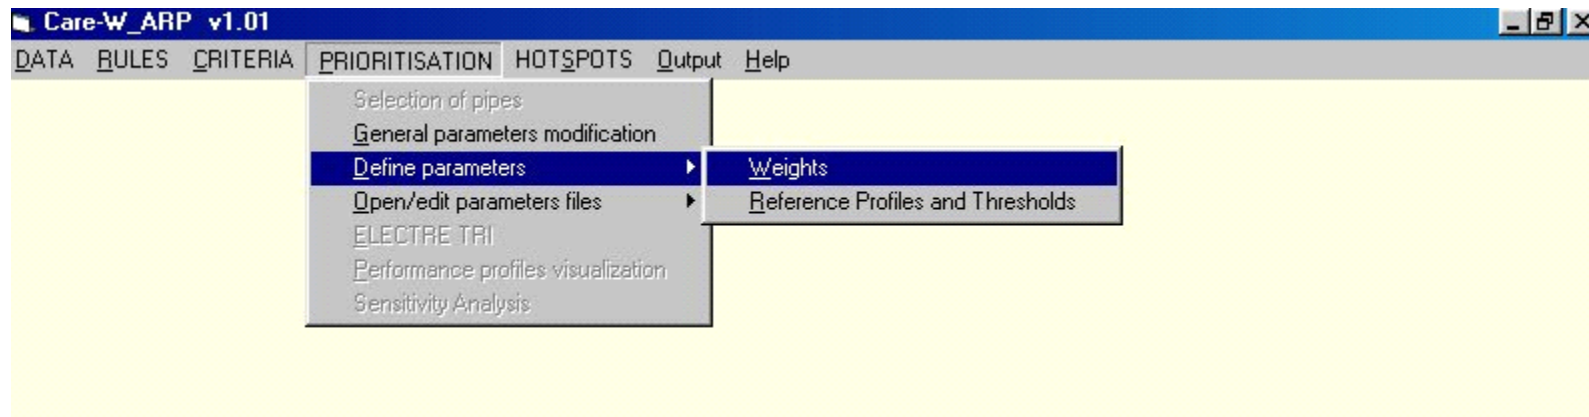 Care-W_ARP v1.01
DATA RULES CRITERIA PRIORITISATION HOTSPOTS Output Help
Selection of pipes
General parameters modification
Define parameters
Weights
Open/edit parameters files
Reference Profiles and Thresholds
ELECTRE TRI
Performance profiles visualization
Sensitivity Analysis